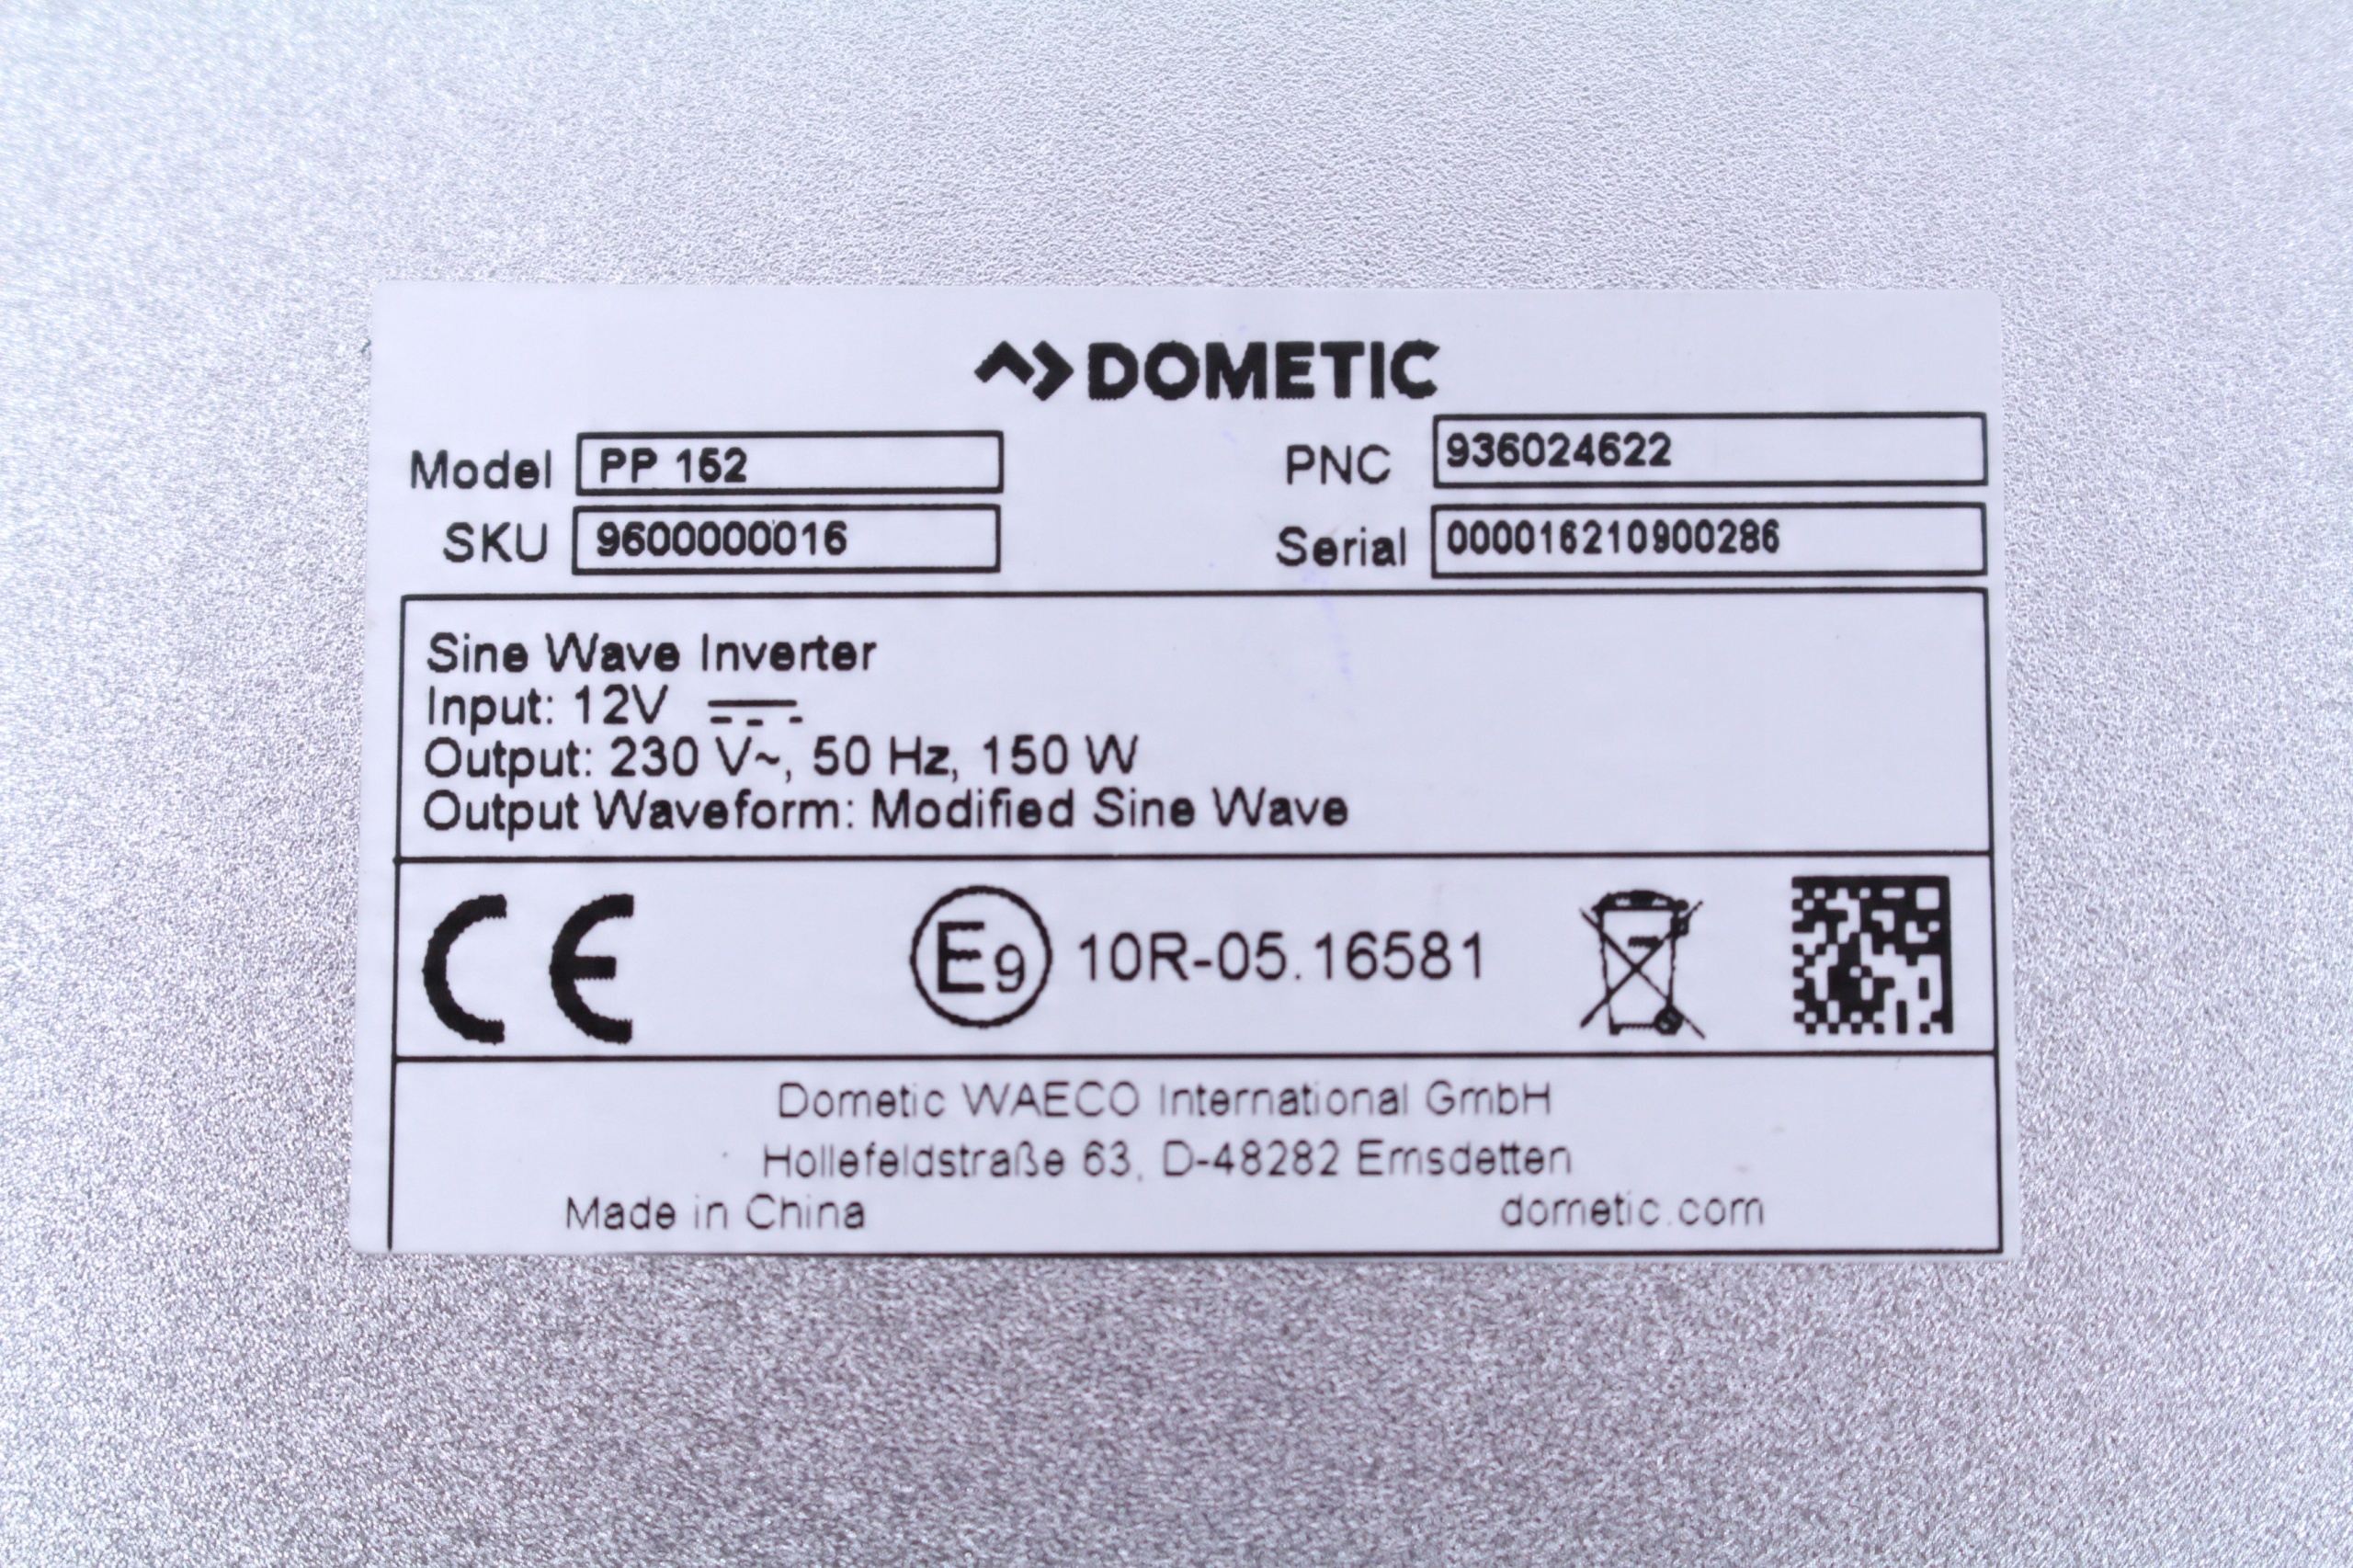 DOMETIC
Model PP 152 PNC 936024622
SKU 9600000016 Serial 000016210900286
Sine Wave Inverter
Input: 12V ⎓
Output: 230 V~, 50 Hz, 150 W
Output Waveform: Modified Sine Wave
CE E9 10R-05.16581
Dometic WAECO International GmbH
Hollefeldstraße 63, D-48282 Emsdetten
Made in China dometic.com